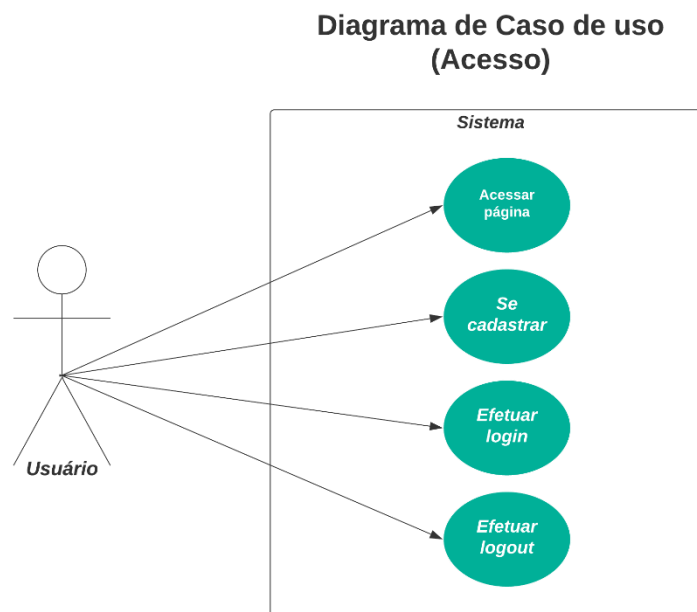 Diagrama de Caso de uso
(Acesso)
Sistema
Acessar
página
Se
cadastrar
Efetuar
login
Usuário
Efetuar
logout